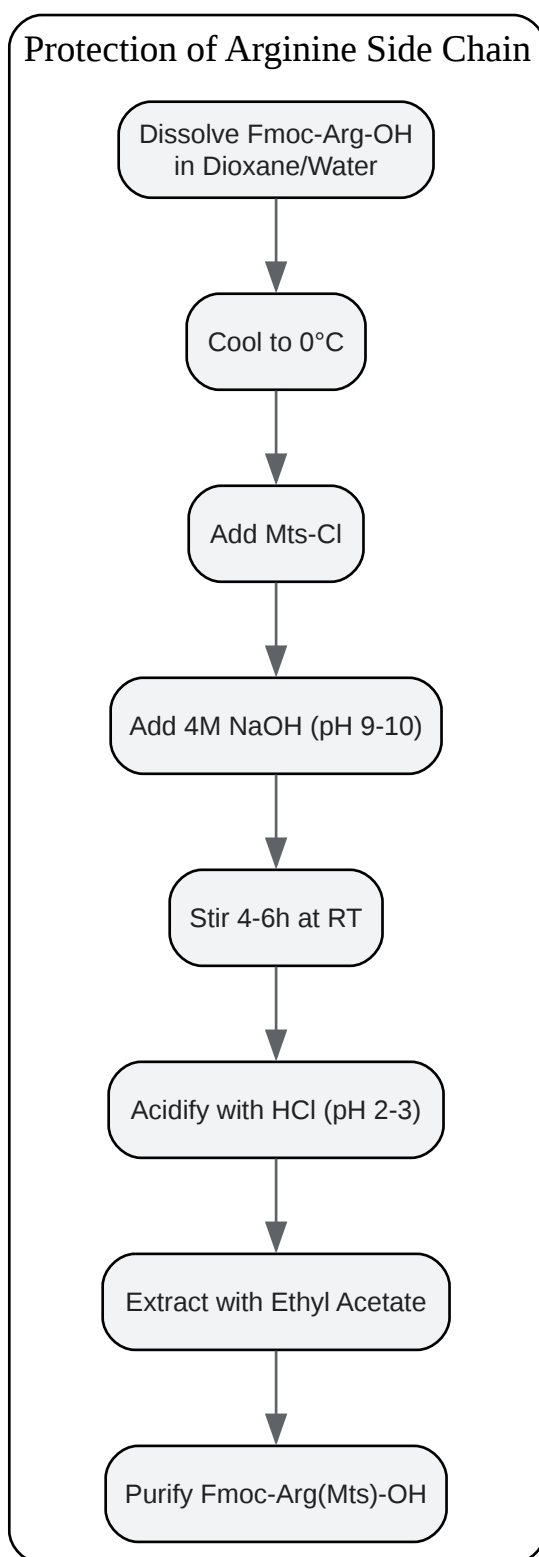 Protection of Arginine Side Chain
Dissolve Fmoc-Arg-OH
in Dioxane/Water
Cool to 0°C
Add Mts-Cl
Add 4M NaOH (pH 9-10)
Stir 4-6h at RT
Acidify with HCl (pH 2-3)
Extract with Ethyl Acetate
Purify Fmoc-Arg(Mts)-OH